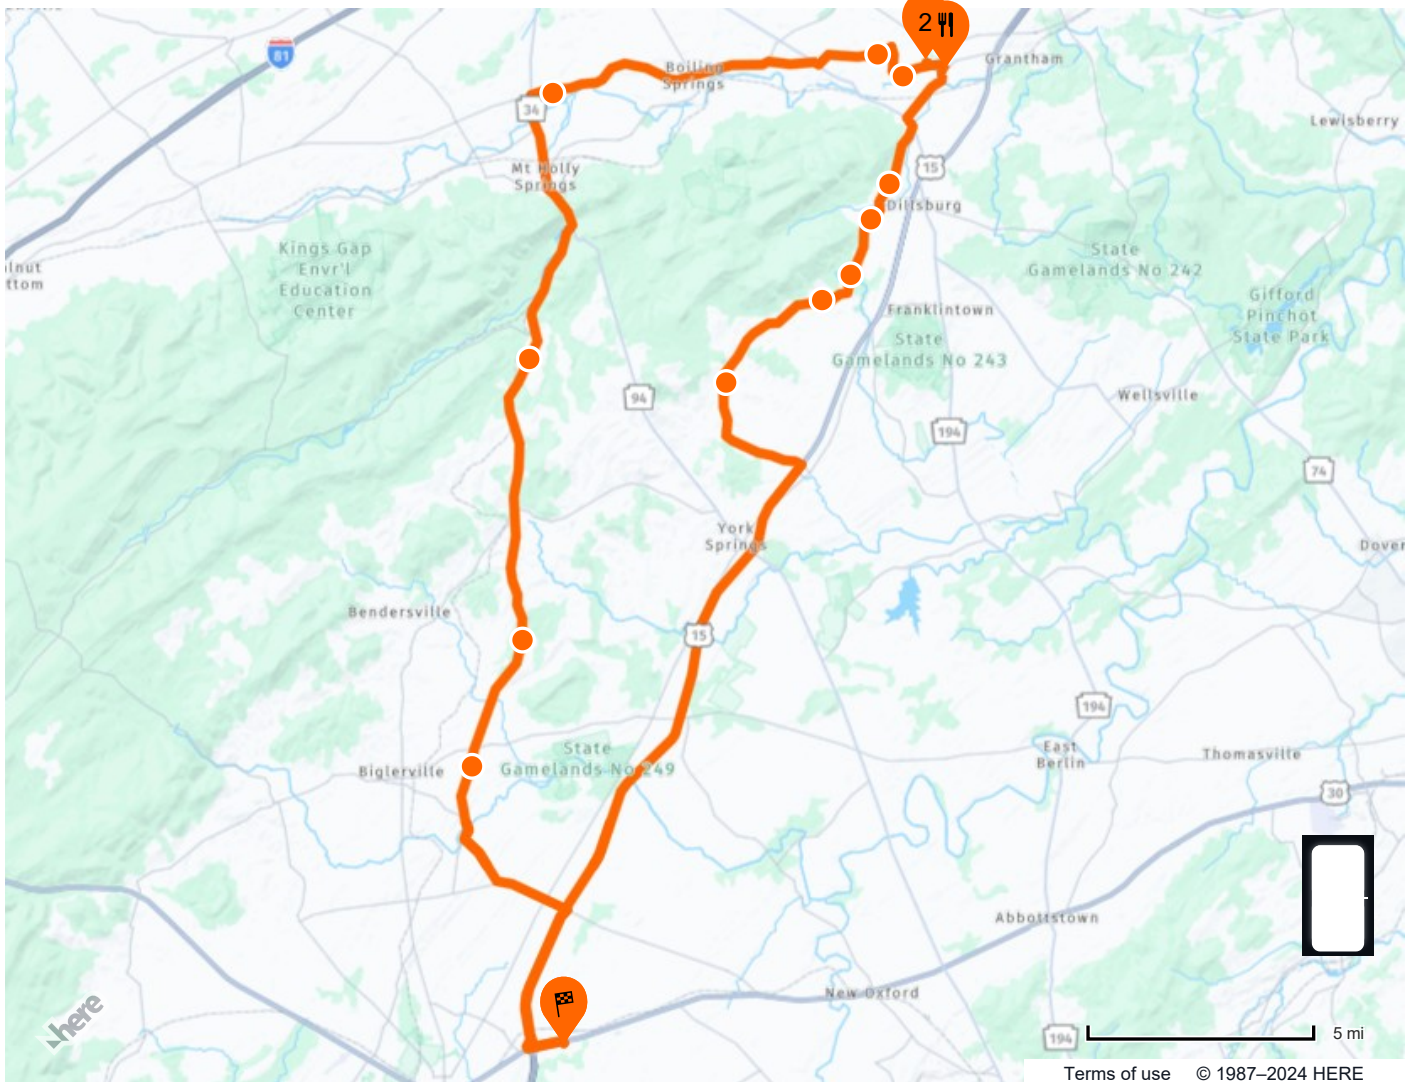 2
81
Grantham
Boiling
Springs
34
Lewisberry
Mt Holly
Springs
15
Dillsburg
Kings Gap
Envr'l
Education
Center
State
Gamelands No 242
lnut
ttom
Gifford
Pinchot
State Park
Franklintown
State
Gamelands No 243
94
Wellsville
194
74
York
Springs
Dover
Bendersville
15
194
State
Gamelands No 249
East
Berlin
Thomasville
Biglerville
30
Abbottstown
New Oxford
here
194
5 mi
Terms of use © 1987–2024 HERE